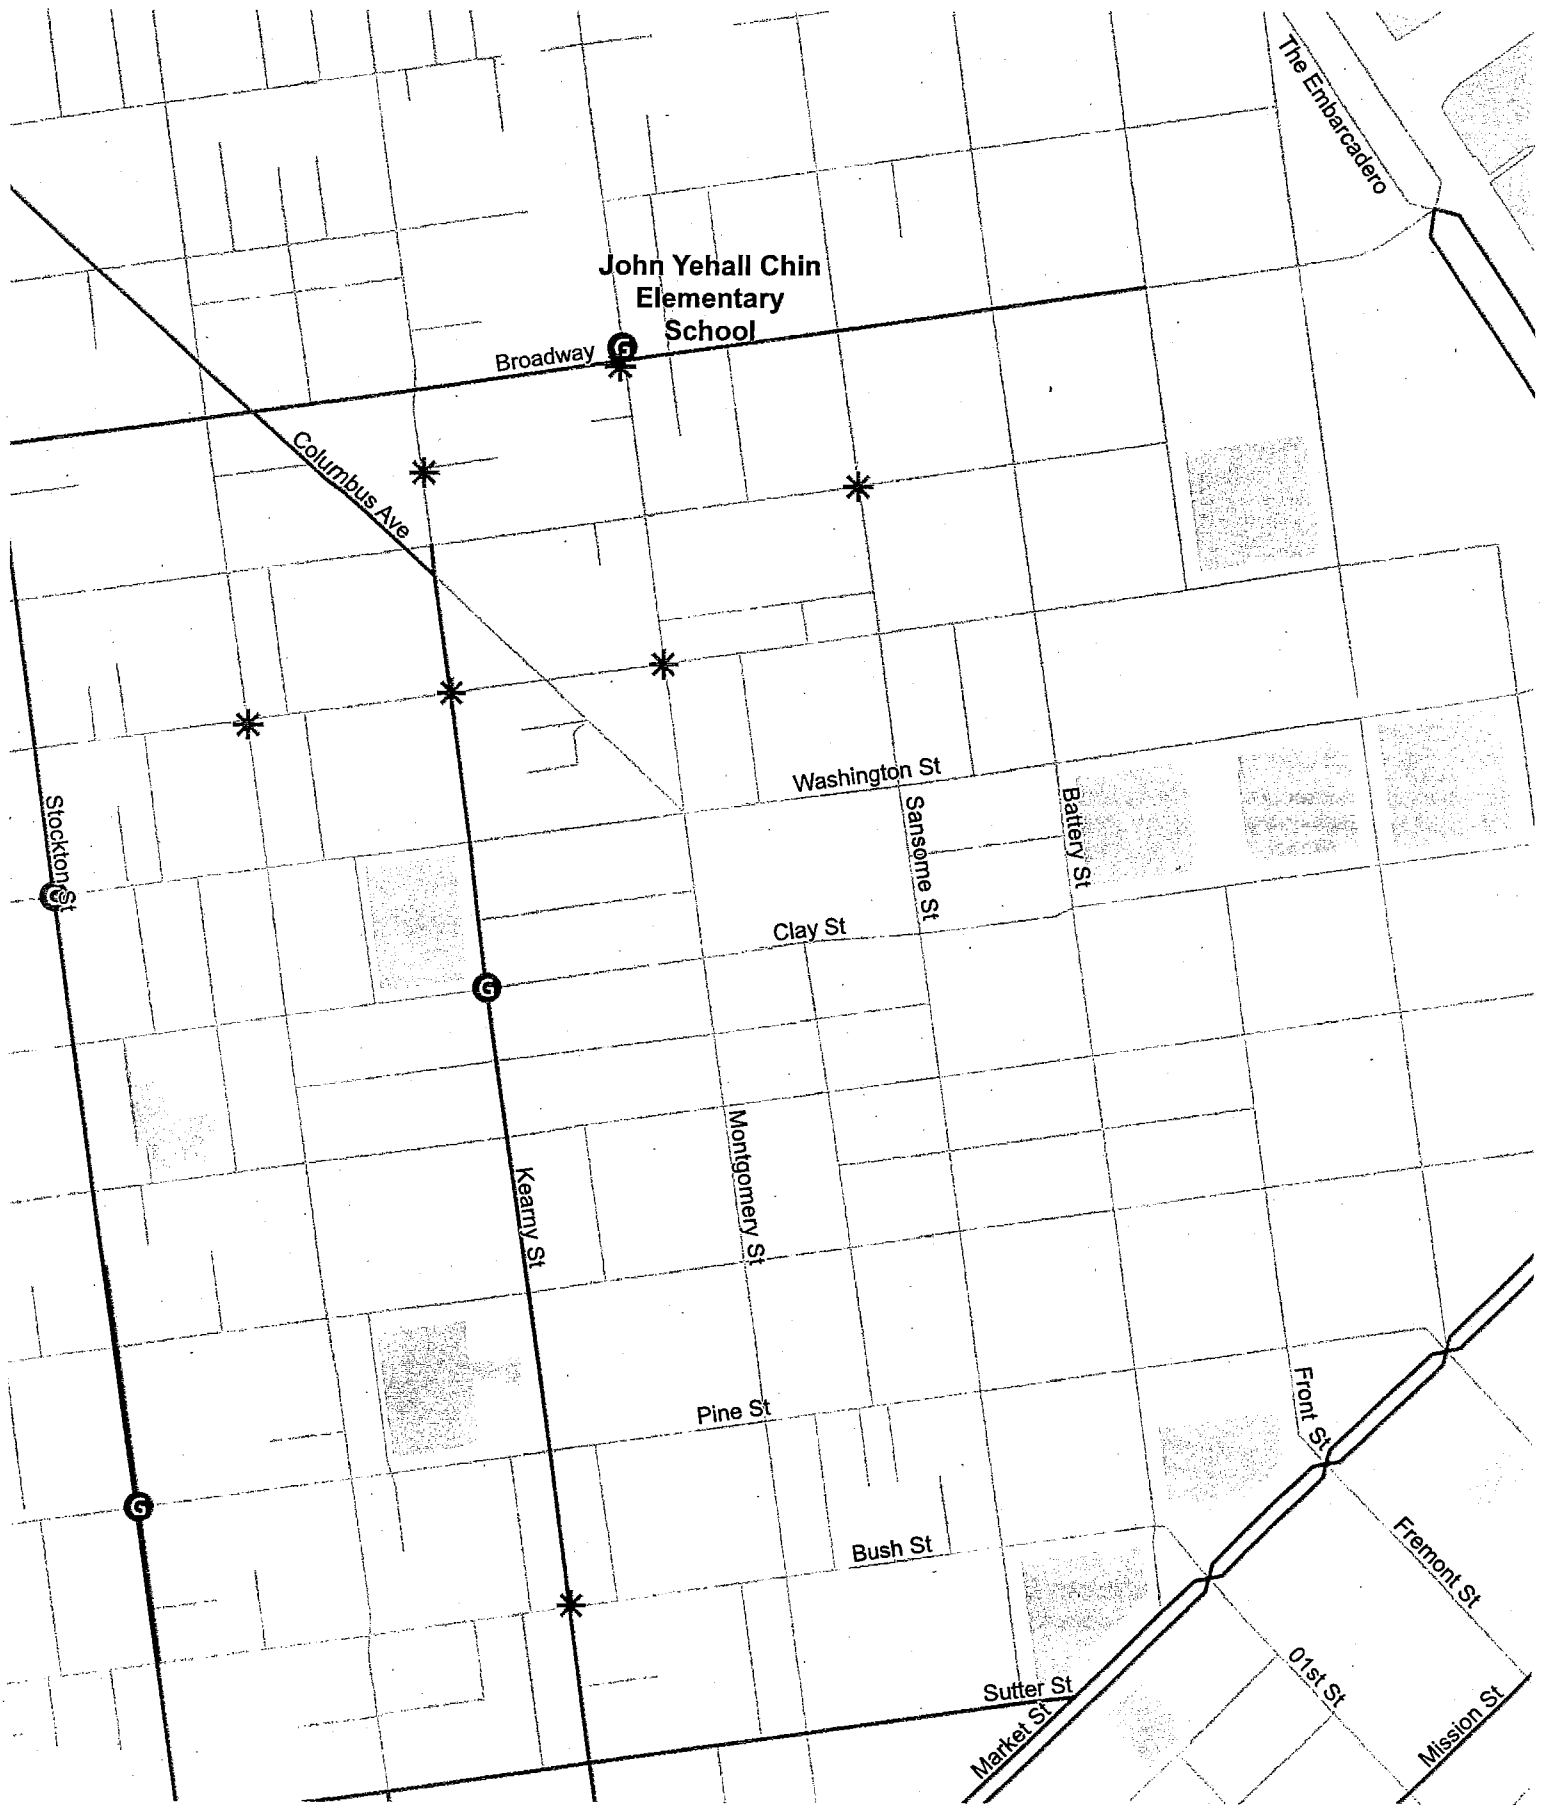 The Embarcadero
John Yehall Chin
Elementary
School
G
Broadway
Columbus Ave
Washington St
Stockton St
G
Sansome St
Battery St
Clay St
G
Montgomery St
Kearny St
Front St
Pine St
G
Fremont St
Bush St
01st St
Sutter St
Market St
Mission St